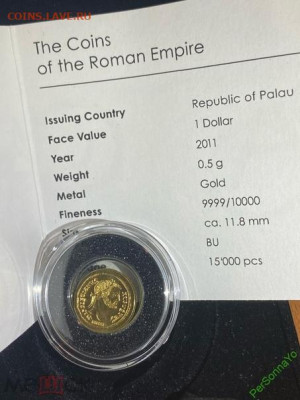 COINS.LAVE.RU
The Coins
of the Roman Empire
Issuing Country Republic of Palau
Face Value 1 Dollar
Year 2011
Weight 0.5 g
Metal Gold
Fineness 9999/10000
ca. 11.8 mm
BU
15'000 pcs
PerSonnaYo